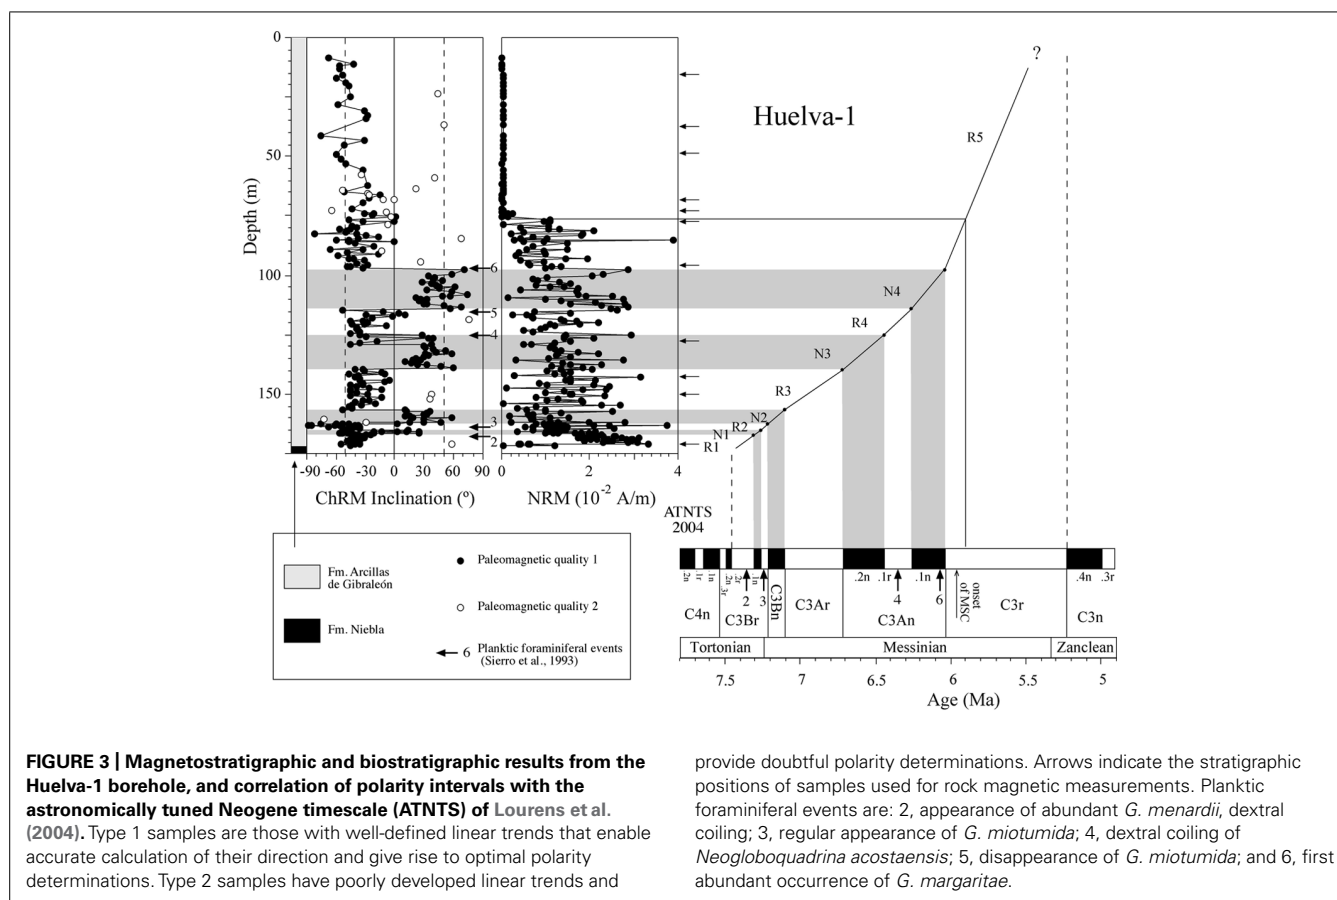 0
50
100
150
Depth (m)
-90 -60 -30 0 30 60 90
ChRM Inclination (º)
0 2 4
NRM (10-2 A/m)
6
5
4
3
2
Huelva-1
?
R5
N4
R4
N3
R3
N2
R2
N1
R1
ATNTS
2004
.2n .1r .1n .2n .3r .2r .1n .2n .1r .1n .4n .3r
2 3 4 6
C4n C3Br C3Bn C3Ar C3An onset of MSC C3r C3n
Tortonian Messinian Zanclean
7.5 7 6.5 6 5.5 5
Age (Ma)
Fm. Arcillas
de Gibraleón
Fm. Niebla
Paleomagnetic quality 1
Paleomagnetic quality 2
6 Planktic foraminiferal events
(Sierro et al., 1993)
FIGURE 3 | Magnetostratigraphic and biostratigraphic results from the
Huelva-1 borehole, and correlation of polarity intervals with the
astronomically tuned Neogene timescale (ATNTS) of Lourens et al.
(2004). Type 1 samples are those with well-defined linear trends that enable
accurate calculation of their direction and give rise to optimal polarity
determinations. Type 2 samples have poorly developed linear trends and
provide doubtful polarity determinations. Arrows indicate the stratigraphic
positions of samples used for rock magnetic measurements. Planktic
foraminiferal events are: 2, appearance of abundant G. menardii, dextral
coiling; 3, regular appearance of G. miotumida; 4, dextral coiling of
Neogloboquadrina acostaensis; 5, disappearance of G. miotumida; and 6, first
abundant occurrence of G. margaritae.